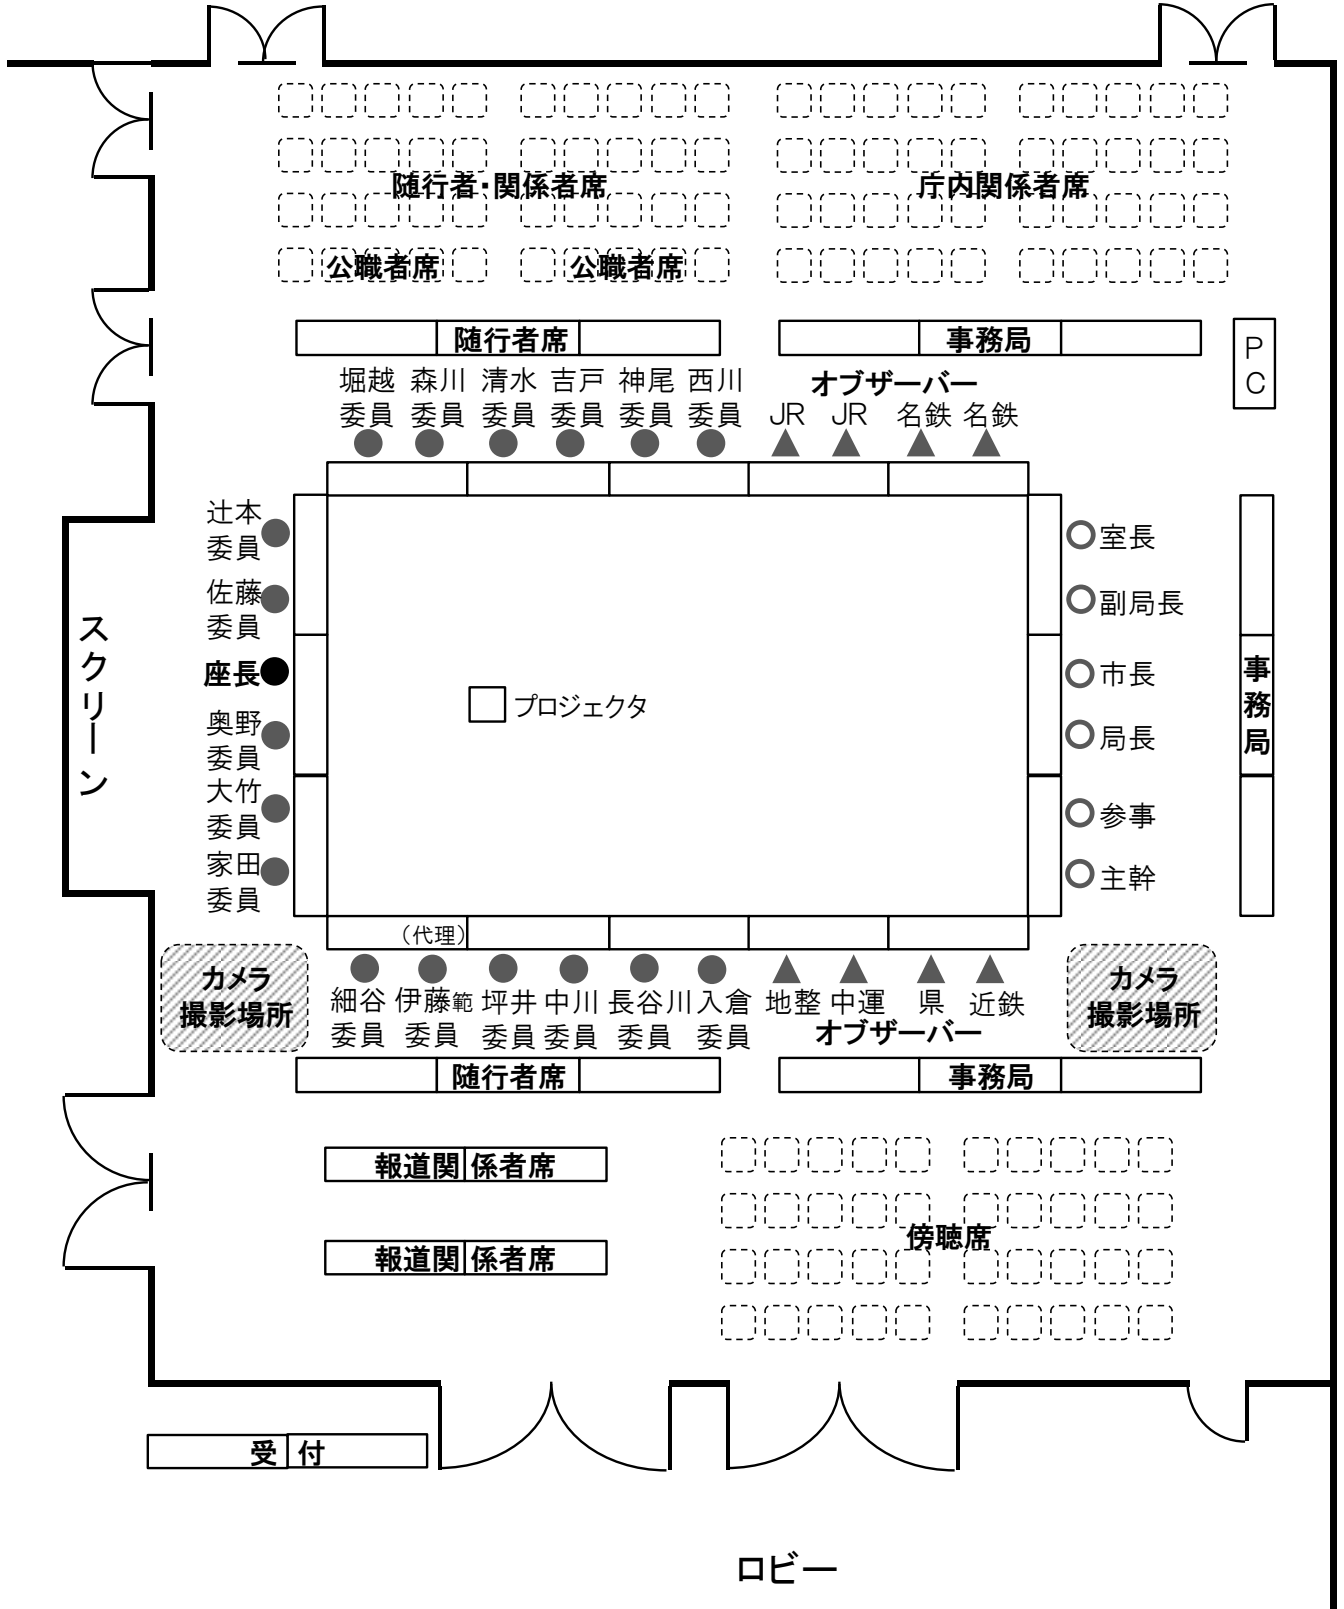 随行者・関係者席
庁内関係者席
公職者席
公職者席
随行者席
事務局
PC
堀越委員
森川委員
清水委員
吉戸委員
神尾委員
西川委員
オブザーバー
JR
JR
名鉄
名鉄
辻本委員
佐藤委員
座長
奥野委員
大竹委員
家田委員
スクリーン
プロジェクタ
室長
副局長
市長
局長
参事
主幹
事務局
（代理）
カメラ
撮影場所
細谷委員
伊藤範委員
坪井委員
中川委員
長谷川委員
入倉委員
地整
中運
県
近鉄
オブザーバー
カメラ
撮影場所
随行者席
事務局
報道関係者席
報道関係者席
傍聴席
受付
ロビー